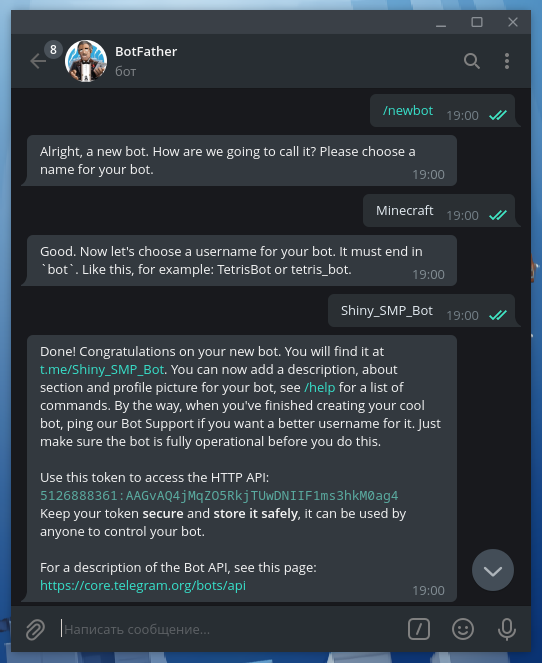 8
BotFather
бот
/newbot 19:00
Alright, a new bot. How are we going to call it? Please choose a
name for your bot.
19:00
Minecraft 19:00
Good. Now let's choose a username for your bot. It must end in
`bot`. Like this, for example: TetrisBot or tetris_bot.
19:00
Shiny_SMP_Bot 19:00
Done! Congratulations on your new bot. You will find it at
t.me/Shiny_SMP_Bot. You can now add a description, about
section and profile picture for your bot, see /help for a list of
commands. By the way, when you've finished creating your cool
bot, ping our Bot Support if you want a better username for it. Just
make sure the bot is fully operational before you do this.
Use this token to access the HTTP API:
5126888361:AAGvAQ4jMqZO5RkjTUwDNIIF1ms3hkM0ag4
Keep your token secure and store it safely, it can be used by
anyone to control your bot.
For a description of the Bot API, see this page:
https://core.telegram.org/bots/api
19:00
Написать сообщение...